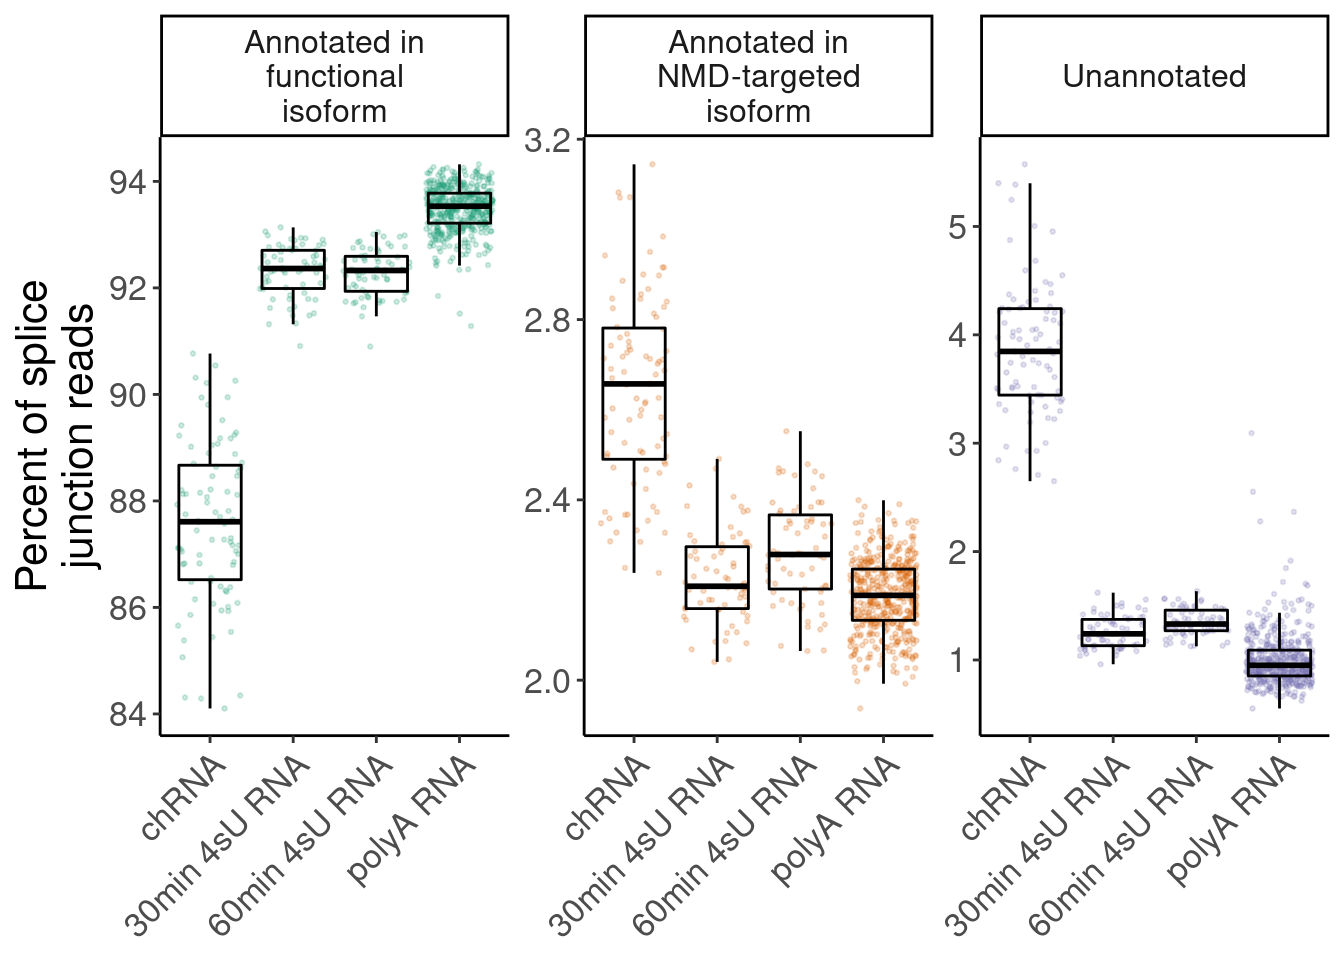 Annotated in
functional
isoform
Annotated in
NMD-targeted
isoform
Unannotated
Percent of splice
junction reads
94
92
90
88
86
84
3.2
2.8
2.4
2.0
5
4
3
2
1
chRNA
30min 4sU RNA
60min 4sU RNA
polyA RNA
chRNA
30min 4sU RNA
60min 4sU RNA
polyA RNA
chRNA
30min 4sU RNA
60min 4sU RNA
polyA RNA